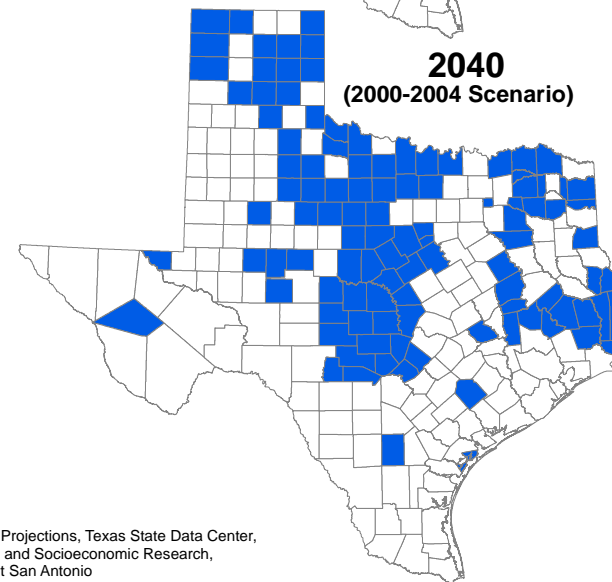 2040
(2000-2004 Scenario)
Projections, Texas State Data Center,
and Socioeconomic Research,
t San Antonio